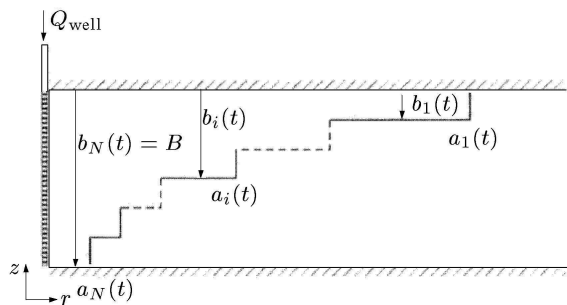 Q_well
b_1(t)
b_i(t)
b_N(t) = B
a_1(t)
a_i(t)
z
r
a_N(t)